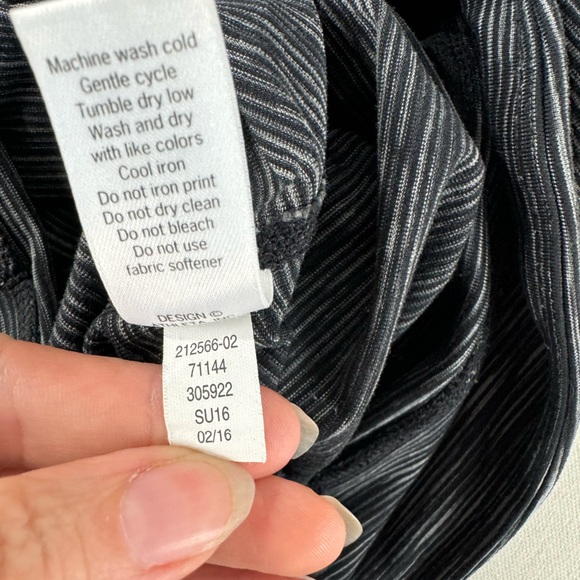 Machine wash cold
Gentle cycle
Tumble dry low
Wash and dry
with like colors
Cool iron
Do not iron print
Do not dry clean
Do not bleach
Do not use
fabric softener
DESIGN ©
212566-02
71144
305922
SU16
02/16